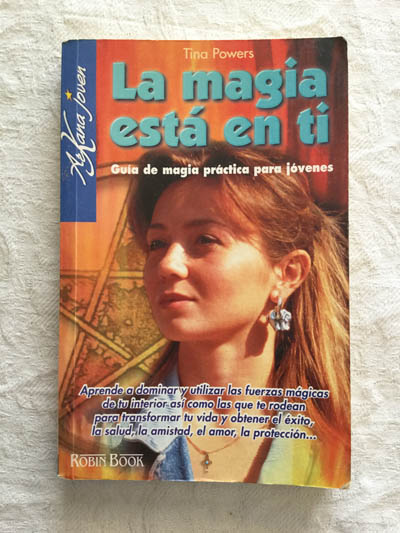 Tina Powers
La magia
está en ti
Guía de magia práctica para jóvenes
Arkana Joven
Aprende a dominar y utilizar las fuerzas mágicas
de tu interior así como las que te rodean
para transformar tu vida y obtener el éxito,
la salud, la amistad, el amor, la protección...
ROBIN BOOK